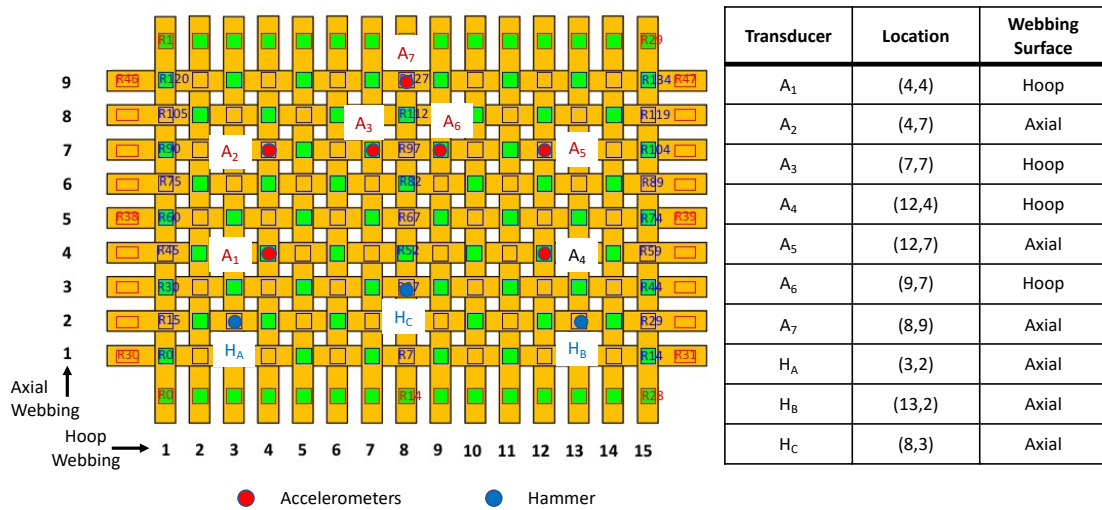 R1
R29
A7
9
R46
R120
R134
R47
8
R105
R112
R119
A3
A6
7
R90
A2
R97
A5
R104
6
R75
R82
R89
5
R38
R60
R67
R74
R39
4
R45
A1
R52
A4
R59
3
R30
R44
2
R15
HC
R29
1
R30
R0
HA
R7
HB
R14
R31
Axial
Webbing
R0
R14
R28
Hoop
Webbing
1 2 3 4 5 6 7 8 9 10 11 12 13 14 15
Accelerometers
Hammer
Transducer Location Webbing Surface
A1 (4,4) Hoop
A2 (4,7) Axial
A3 (7,7) Hoop
A4 (12,4) Hoop
A5 (12,7) Axial
A6 (9,7) Hoop
A7 (8,9) Axial
HA (3,2) Axial
HB (13,2) Axial
HC (8,3) Axial